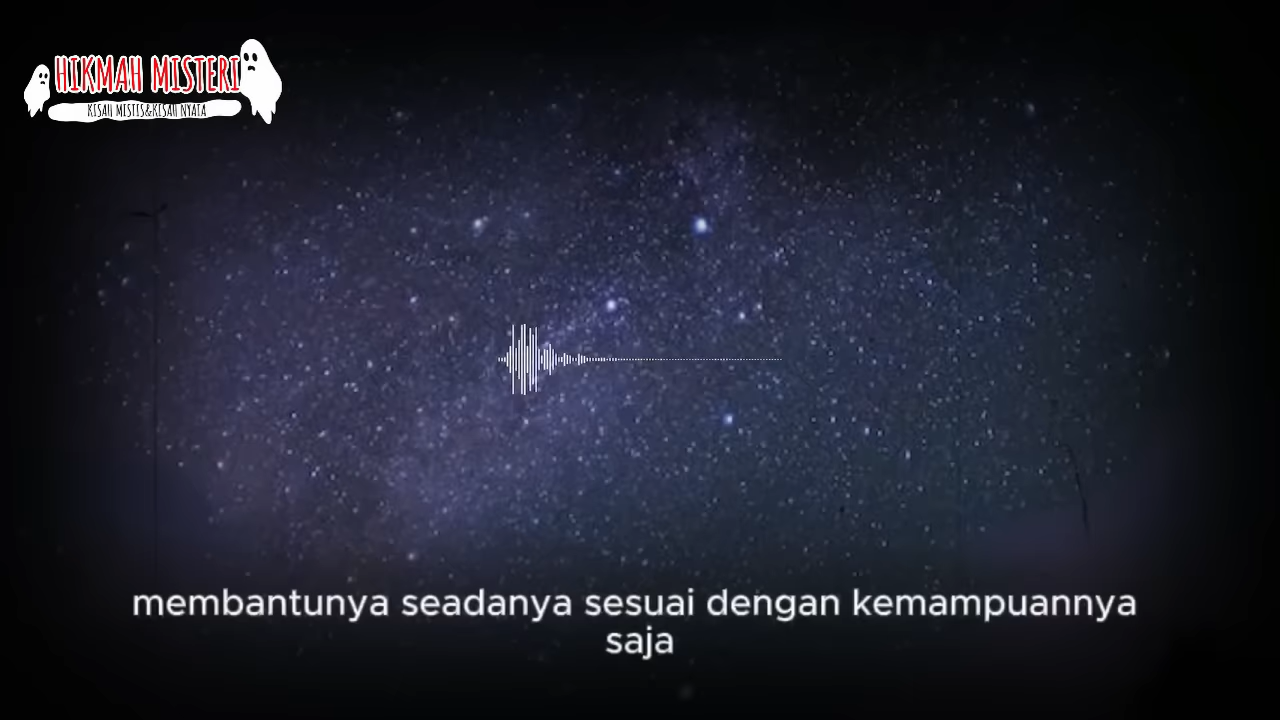 HIKMAH MISTERI
KISAH MISTIS&KISAH NYATA
membantunya seadanya sesuai dengan kemampuannya
saja